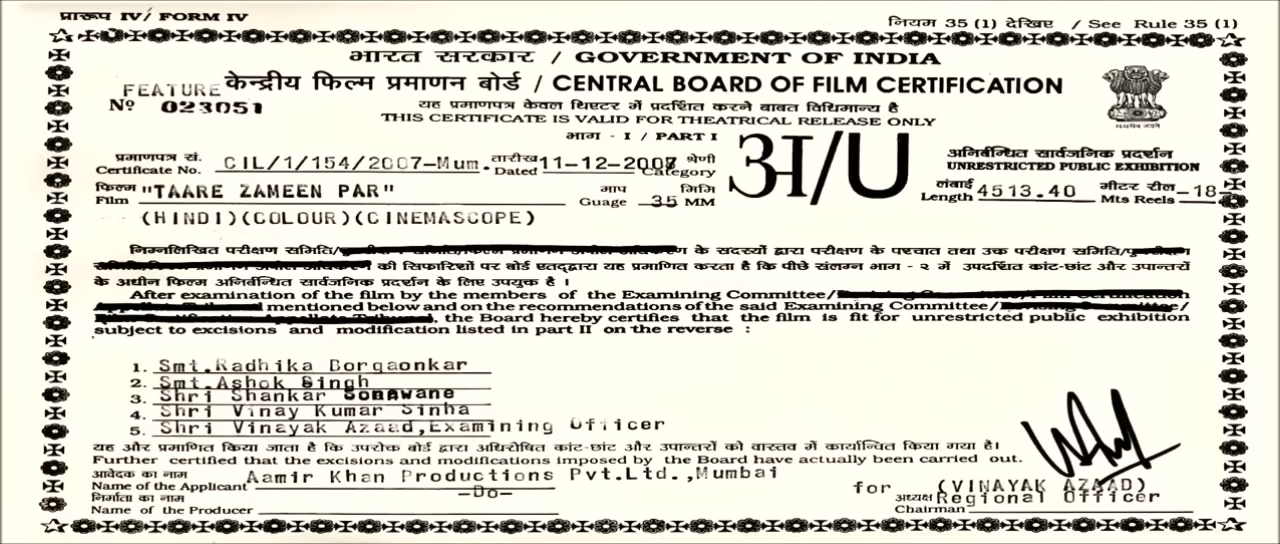 प्रारूप IV/ FORM IV
नियम 35 (1) देखिए / See Rule 35 (1)
भारत सरकार / GOVERNMENT OF INDIA
FEATURE केन्द्रीय फिल्म प्रमाणन बोर्ड / CENTRAL BOARD OF FILM CERTIFICATION
Nº 023051
यह प्रमाणपत्र केवल थिएटर में प्रदर्शित करने बाबत विधिमान्य है
THIS CERTIFICATE IS VALID FOR THEATRICAL RELEASE ONLY
भाग - I / PART I
प्रमाणपत्र सं. तारीख श्रेणी
Certificate No. CIL/1/154/2007-Mum. Dated 11-12-2007 Category
अ/U
अनिर्बन्धित सार्वजनिक प्रदर्शन
UNRESTRICTED PUBLIC EXHIBITION
फिल्म माप मिमि
Film "TAARE ZAMEEN PAR" Guage 35 MM
लंबाई मीटर रील
Length 4513.40 Mts Reels -18-
(HINDI)(COLOUR)(CINEMASCOPE)
निम्नलिखित परीक्षण समिति/ के सदस्यों द्वारा परीक्षण के पश्चात तथा उक्त परीक्षण समिति/
की सिफारिशों पर बोर्ड एतद्द्वारा यह प्रमाणित करता है कि पीछे संलग्न भाग - २ में उपदर्शित कांट-छांट और उपान्तरों
के अधीन फिल्म अनिर्बन्धित सार्वजनिक प्रदर्शन के लिए उपयुक्त है ।
After examination of the film by the members of the Examining Committee/
mentioned below and on the recommendations of the said Examining Committee/
, the Board hereby certifies that the film is fit for unrestricted public exhibition
subject to excisions and modification listed in part II on the reverse :
1. Smt.Radhika Borgaonkar
2. Smt.Ashok Singh
3. Shri Shankar Sonawane
4. Shri Vinay Kumar Sinha
5. Shri Vinayak Azaad,Examining Officer
यह और प्रमाणित किया जाता है कि उपरोक्त बोर्ड द्वारा अधिरोपित कांट-छांट और उपान्तरों को वास्तव में कार्यान्वित किया गया है।
Further certified that the excisions and modifications imposed by the Board have actually been carried out.
आवेदक का नाम
Name of the Applicant Aamir Khan Productions Pvt.Ltd.,Mumbai
निर्माता का नाम -Do-
Name of the Producer
for (VINAYAK AZAAD)
अध्यक्ष Regional Officer
Chairman